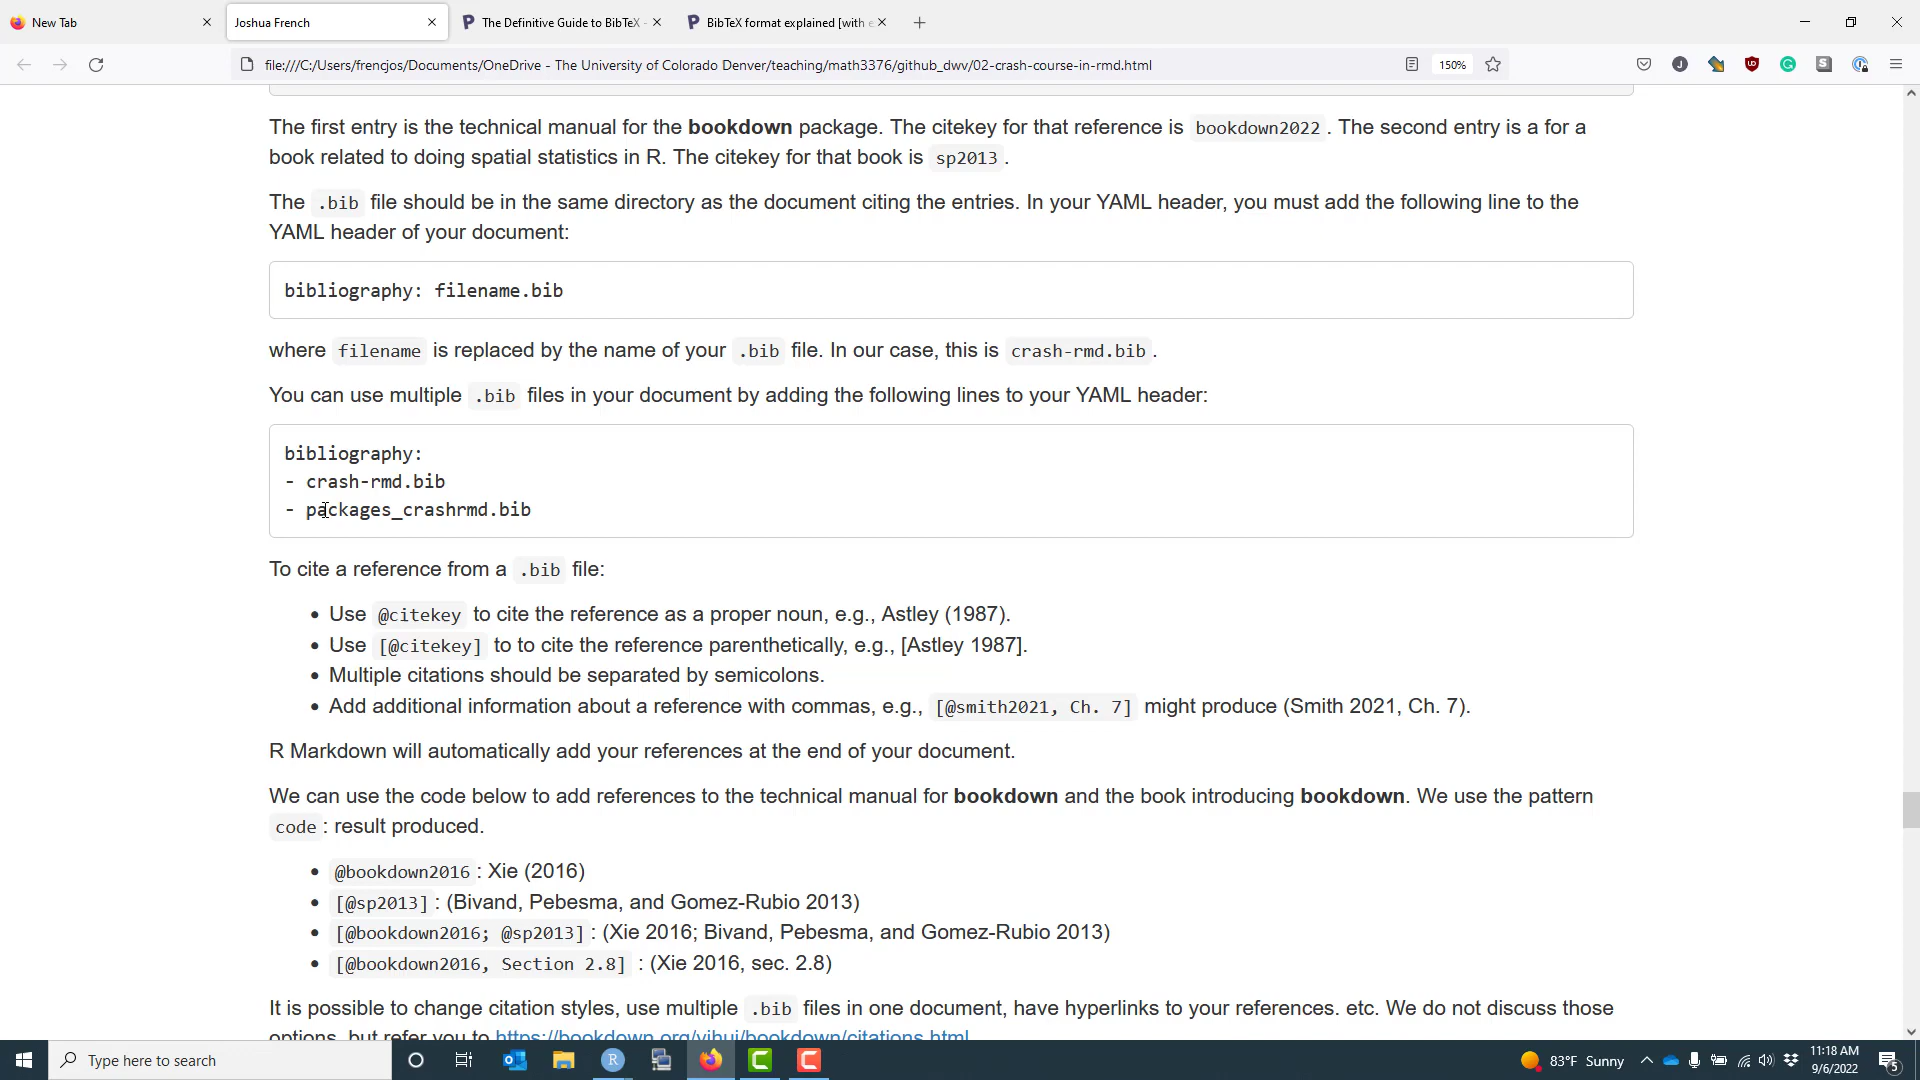 New Tab
Joshua French
The Definitive Guide to BibTeX -
BibTeX format explained [with e
file:///C:/Users/frencjos/Documents/OneDrive - The University of Colorado Denver/teaching/math3376/github_dwv/02-crash-course-in-rmd.html
150%
The first entry is the technical manual for the bookdown package. The citekey for that reference is bookdown2022. The second entry is a for a
book related to doing spatial statistics in R. The citekey for that book is sp2013.
The .bib file should be in the same directory as the document citing the entries. In your YAML header, you must add the following line to the
YAML header of your document:
bibliography: filename.bib
where filename is replaced by the name of your .bib file. In our case, this is crash-rmd.bib.
You can use multiple .bib files in your document by adding the following lines to your YAML header:
bibliography:
- crash-rmd.bib
- packages_crashrmd.bib
To cite a reference from a .bib file:
• Use @citekey to cite the reference as a proper noun, e.g., Astley (1987).
• Use [@citekey] to to cite the reference parenthetically, e.g., [Astley 1987].
• Multiple citations should be separated by semicolons.
• Add additional information about a reference with commas, e.g., [@smith2021, Ch. 7] might produce (Smith 2021, Ch. 7).
R Markdown will automatically add your references at the end of your document.
We can use the code below to add references to the technical manual for bookdown and the book introducing bookdown. We use the pattern
code: result produced.
• @bookdown2016: Xie (2016)
• [@sp2013]: (Bivand, Pebesma, and Gomez-Rubio 2013)
• [@bookdown2016; @sp2013]: (Xie 2016; Bivand, Pebesma, and Gomez-Rubio 2013)
• [@bookdown2016, Section 2.8] : (Xie 2016, sec. 2.8)
It is possible to change citation styles, use multiple .bib files in one document, have hyperlinks to your references. etc. We do not discuss those
options, but refer you to https://bookdown.org/yihui/bookdown/citations.html
Type here to search
83°F Sunny
11:18 AM
9/6/2022
5